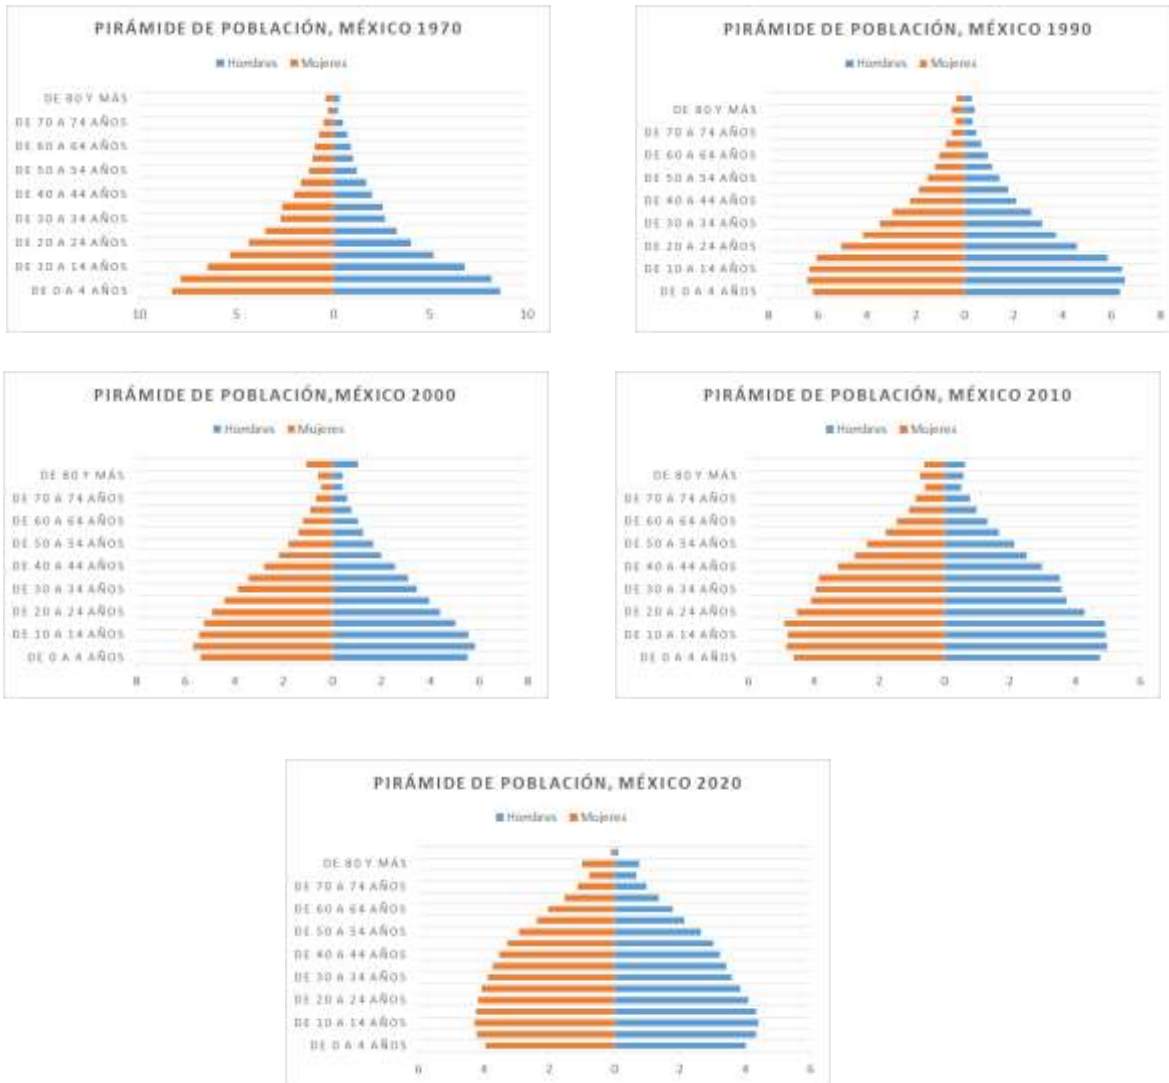 PIRÁMIDE DE POBLACIÓN, MÉXICO 1970
Hombres Mujeres
DE 80 Y MÁS
DE 70 A 74 AÑOS
DE 60 A 64 AÑOS
DE 50 A 54 AÑOS
DE 40 A 44 AÑOS
DE 30 A 34 AÑOS
DE 20 A 24 AÑOS
DE 10 A 14 AÑOS
DE 0 A 4 AÑOS
10 5 0 5 10
PIRÁMIDE DE POBLACIÓN, MÉXICO 1990
Hombres Mujeres
DE 80 Y MÁS
DE 70 A 74 AÑOS
DE 60 A 64 AÑOS
DE 50 A 54 AÑOS
DE 40 A 44 AÑOS
DE 30 A 34 AÑOS
DE 20 A 24 AÑOS
DE 10 A 14 AÑOS
DE 0 A 4 AÑOS
8 6 4 2 0 2 4 6 8
PIRÁMIDE DE POBLACIÓN,MÉXICO 2000
Hombres Mujeres
DE 80 Y MÁS
DE 70 A 74 AÑOS
DE 60 A 64 AÑOS
DE 50 A 54 AÑOS
DE 40 A 44 AÑOS
DE 30 A 34 AÑOS
DE 20 A 24 AÑOS
DE 10 A 14 AÑOS
DE 0 A 4 AÑOS
8 6 4 2 0 2 4 6 8
PIRÁMIDE DE POBLACIÓN, MÉXICO 2010
Hombres Mujeres
DE 80 Y MÁS
DE 70 A 74 AÑOS
DE 60 A 64 AÑOS
DE 50 A 54 AÑOS
DE 40 A 44 AÑOS
DE 30 A 34 AÑOS
DE 20 A 24 AÑOS
DE 10 A 14 AÑOS
DE 0 A 4 AÑOS
6 4 2 0 2 4 6
PIRÁMIDE DE POBLACIÓN, MÉXICO 2020
Hombres Mujeres
DE 80 Y MÁS
DE 70 A 74 AÑOS
DE 60 A 64 AÑOS
DE 50 A 54 AÑOS
DE 40 A 44 AÑOS
DE 30 A 34 AÑOS
DE 20 A 24 AÑOS
DE 10 A 14 AÑOS
DE 0 A 4 AÑOS
6 4 2 0 2 4 6